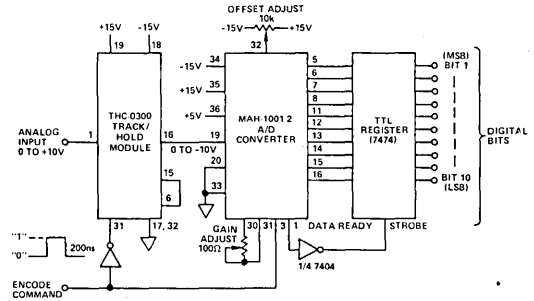 OFFSET ADJUST
10k
+15V -15V -15V +15V
19 18 32
-15V 34
+15V 35
+5V 36
THC-0300
TRACK/
HOLD
MODULE
MAH-1001 2
A/D
CONVERTER
TTL
REGISTER
(7474)
ANALOG
INPUT
0 TO +10V
1
16
19
0 TO -10V
20
33
15
6
31
17, 32
5
6
7
8
11
12
13
14
15
16
(MSB)
BIT 1
BIT 10
(LSB)
DIGITAL
BITS
GAIN
ADJUST
100Ω
30 31 3 1
DATA READY
STROBE
1/4 7404
"1"
"0"
200ns
ENCODE
COMMAND